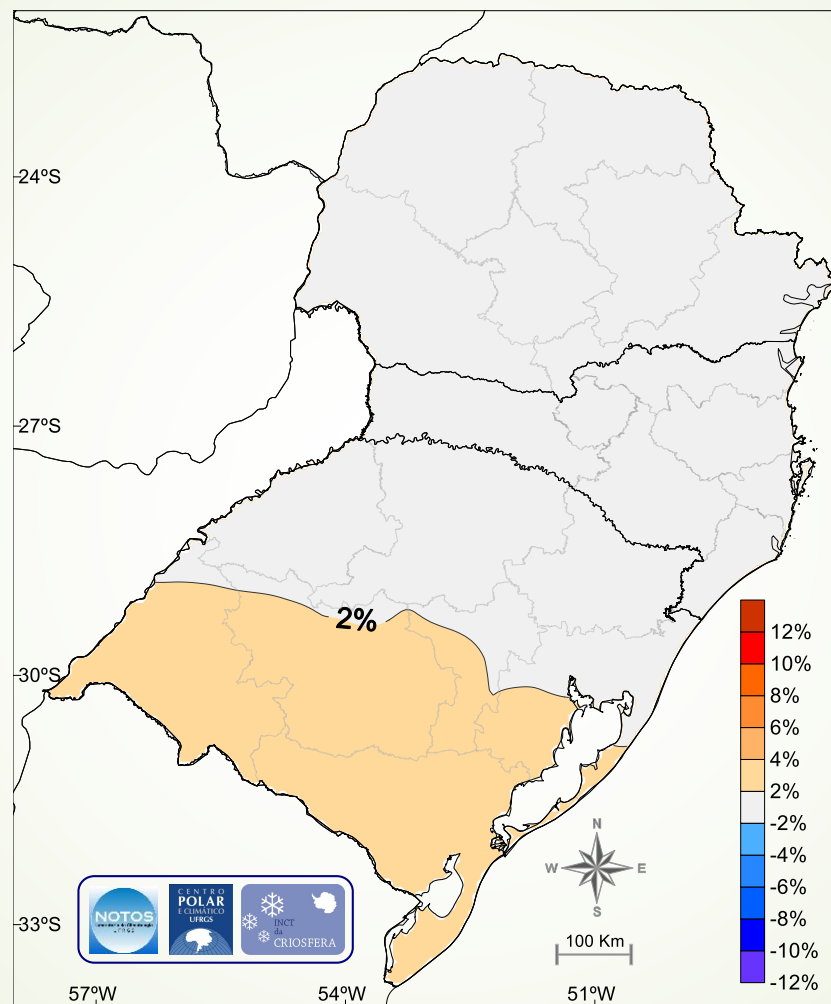 24ºS
27ºS
2%
30ºS
12%
10%
8%
6%
4%
2%
-2%
-4%
-6%
-8%
-10%
-12%
N
W
E
S
NOTOS
CENTRO
POLAR
E CLIMÁTICO
UFRGS
INCT
da
CRIOSFERA
33ºS
100 Km
57ºW
54ºW
51ºW